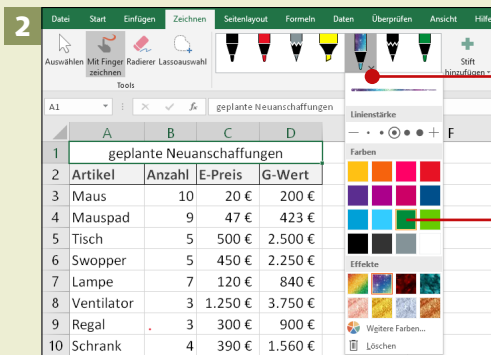 2
Datei Start Einfügen Zeichnen Seitenlayout Formeln Daten Überprüfen Ansicht Hilfe
Auswählen Mit Finger zeichnen Radierer Lassoauswahl Stift hinzufügen
Tools
A1 fx geplante Neuanschaffungen
Linienstärke
A B C D F
1 geplante Neuanschaffungen
Farben
2 Artikel Anzahl E-Preis G-Wert
3 Maus 10 20 € 200 €
4 Mauspad 9 47 € 423 €
5 Tisch 5 500 € 2.500 €
6 Swopper 5 450 € 2.250 €
Effekte
7 Lampe 7 120 € 840 €
8 Ventilator 3 1.250 € 3.750 €
9 Regal 3 300 € 900 €
Weitere Farben...
10 Schrank 4 390 € 1.560 €
Löschen